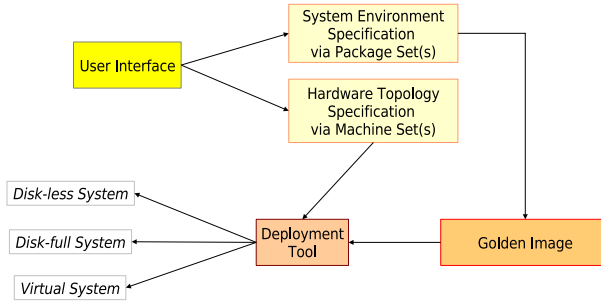 System Environment
Specification
via Package Set(s)
User Interface
Hardware Topology
Specification
via Machine Set(s)
Disk-less System
Disk-full System
Virtual System
Deployment
Tool
Golden Image